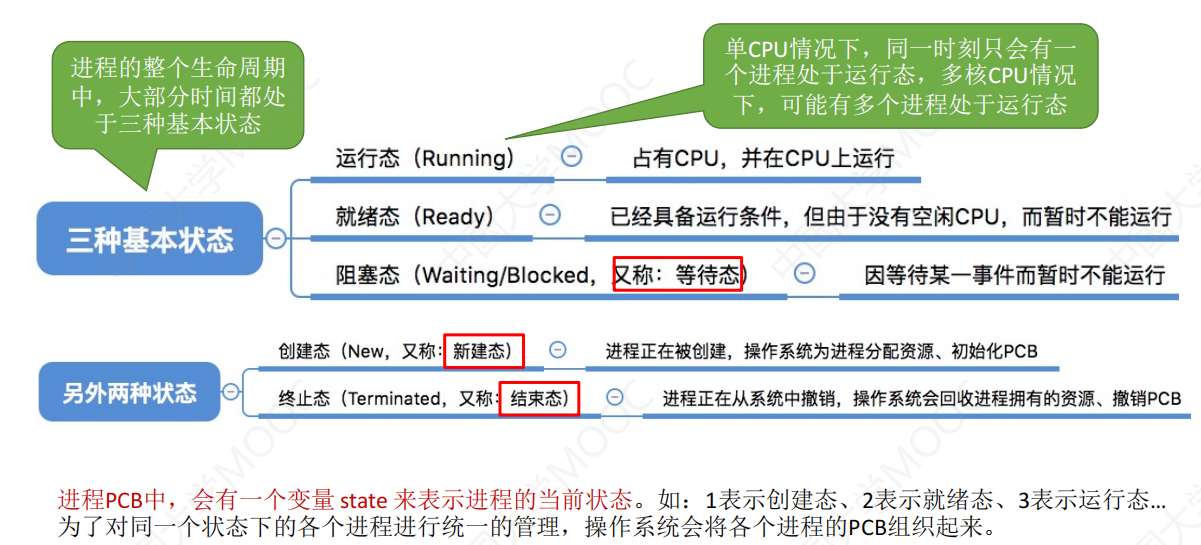 进程的整个生命周期
中，大部分时间都处
于三种基本状态
单CPU情况下，同一时刻只会有一
个进程处于运行态，多核CPU情况
下，可能有多个进程处于运行态
三种基本状态
运行态（Running）
占有CPU，并在CPU上运行
就绪态（Ready）
已经具备运行条件，但由于没有空闲CPU，而暂时不能运行
阻塞态（Waiting/Blocked，又称：等待态）
因等待某一事件而暂时不能运行
另外两种状态
创建态（New，又称：新建态）
进程正在被创建，操作系统为进程分配资源、初始化PCB
终止态（Terminated，又称：结束态）
进程正在从系统中撤销，操作系统会回收进程拥有的资源、撤销PCB
进程PCB中，会有一个变量 state 来表示进程的当前状态。如：1表示创建态、2表示就绪态、3表示运行态…
为了对同一个状态下的各个进程进行统一的管理，操作系统会将各个进程的PCB组织起来。
中国大学MOOC